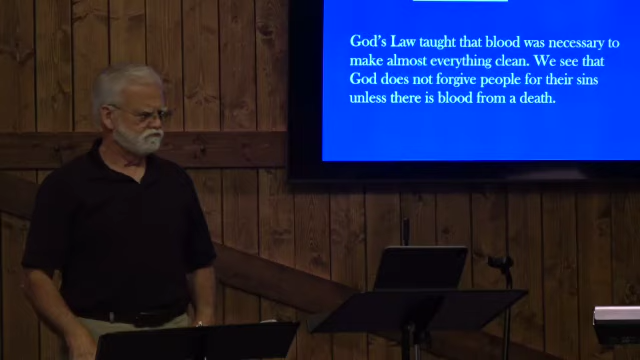 God's Law taught that blood was necessary to
make almost everything clean. We see that
God does not forgive people for their sins
unless there is blood from a death.